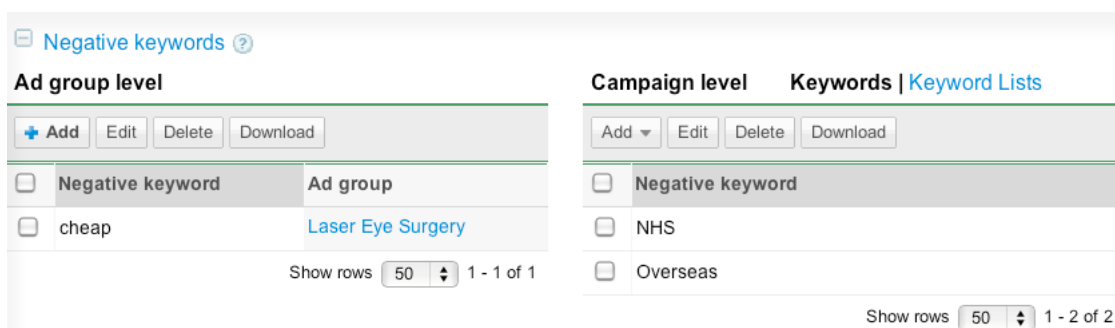 Negative keywords ?
Ad group level
Add Edit Delete Download
Negative keyword Ad group
cheap Laser Eye Surgery
Show rows 50 1 - 1 of 1
Campaign level Keywords | Keyword Lists
Add Edit Delete Download
Negative keyword
NHS
Overseas
Show rows 50 1 - 2 of 2